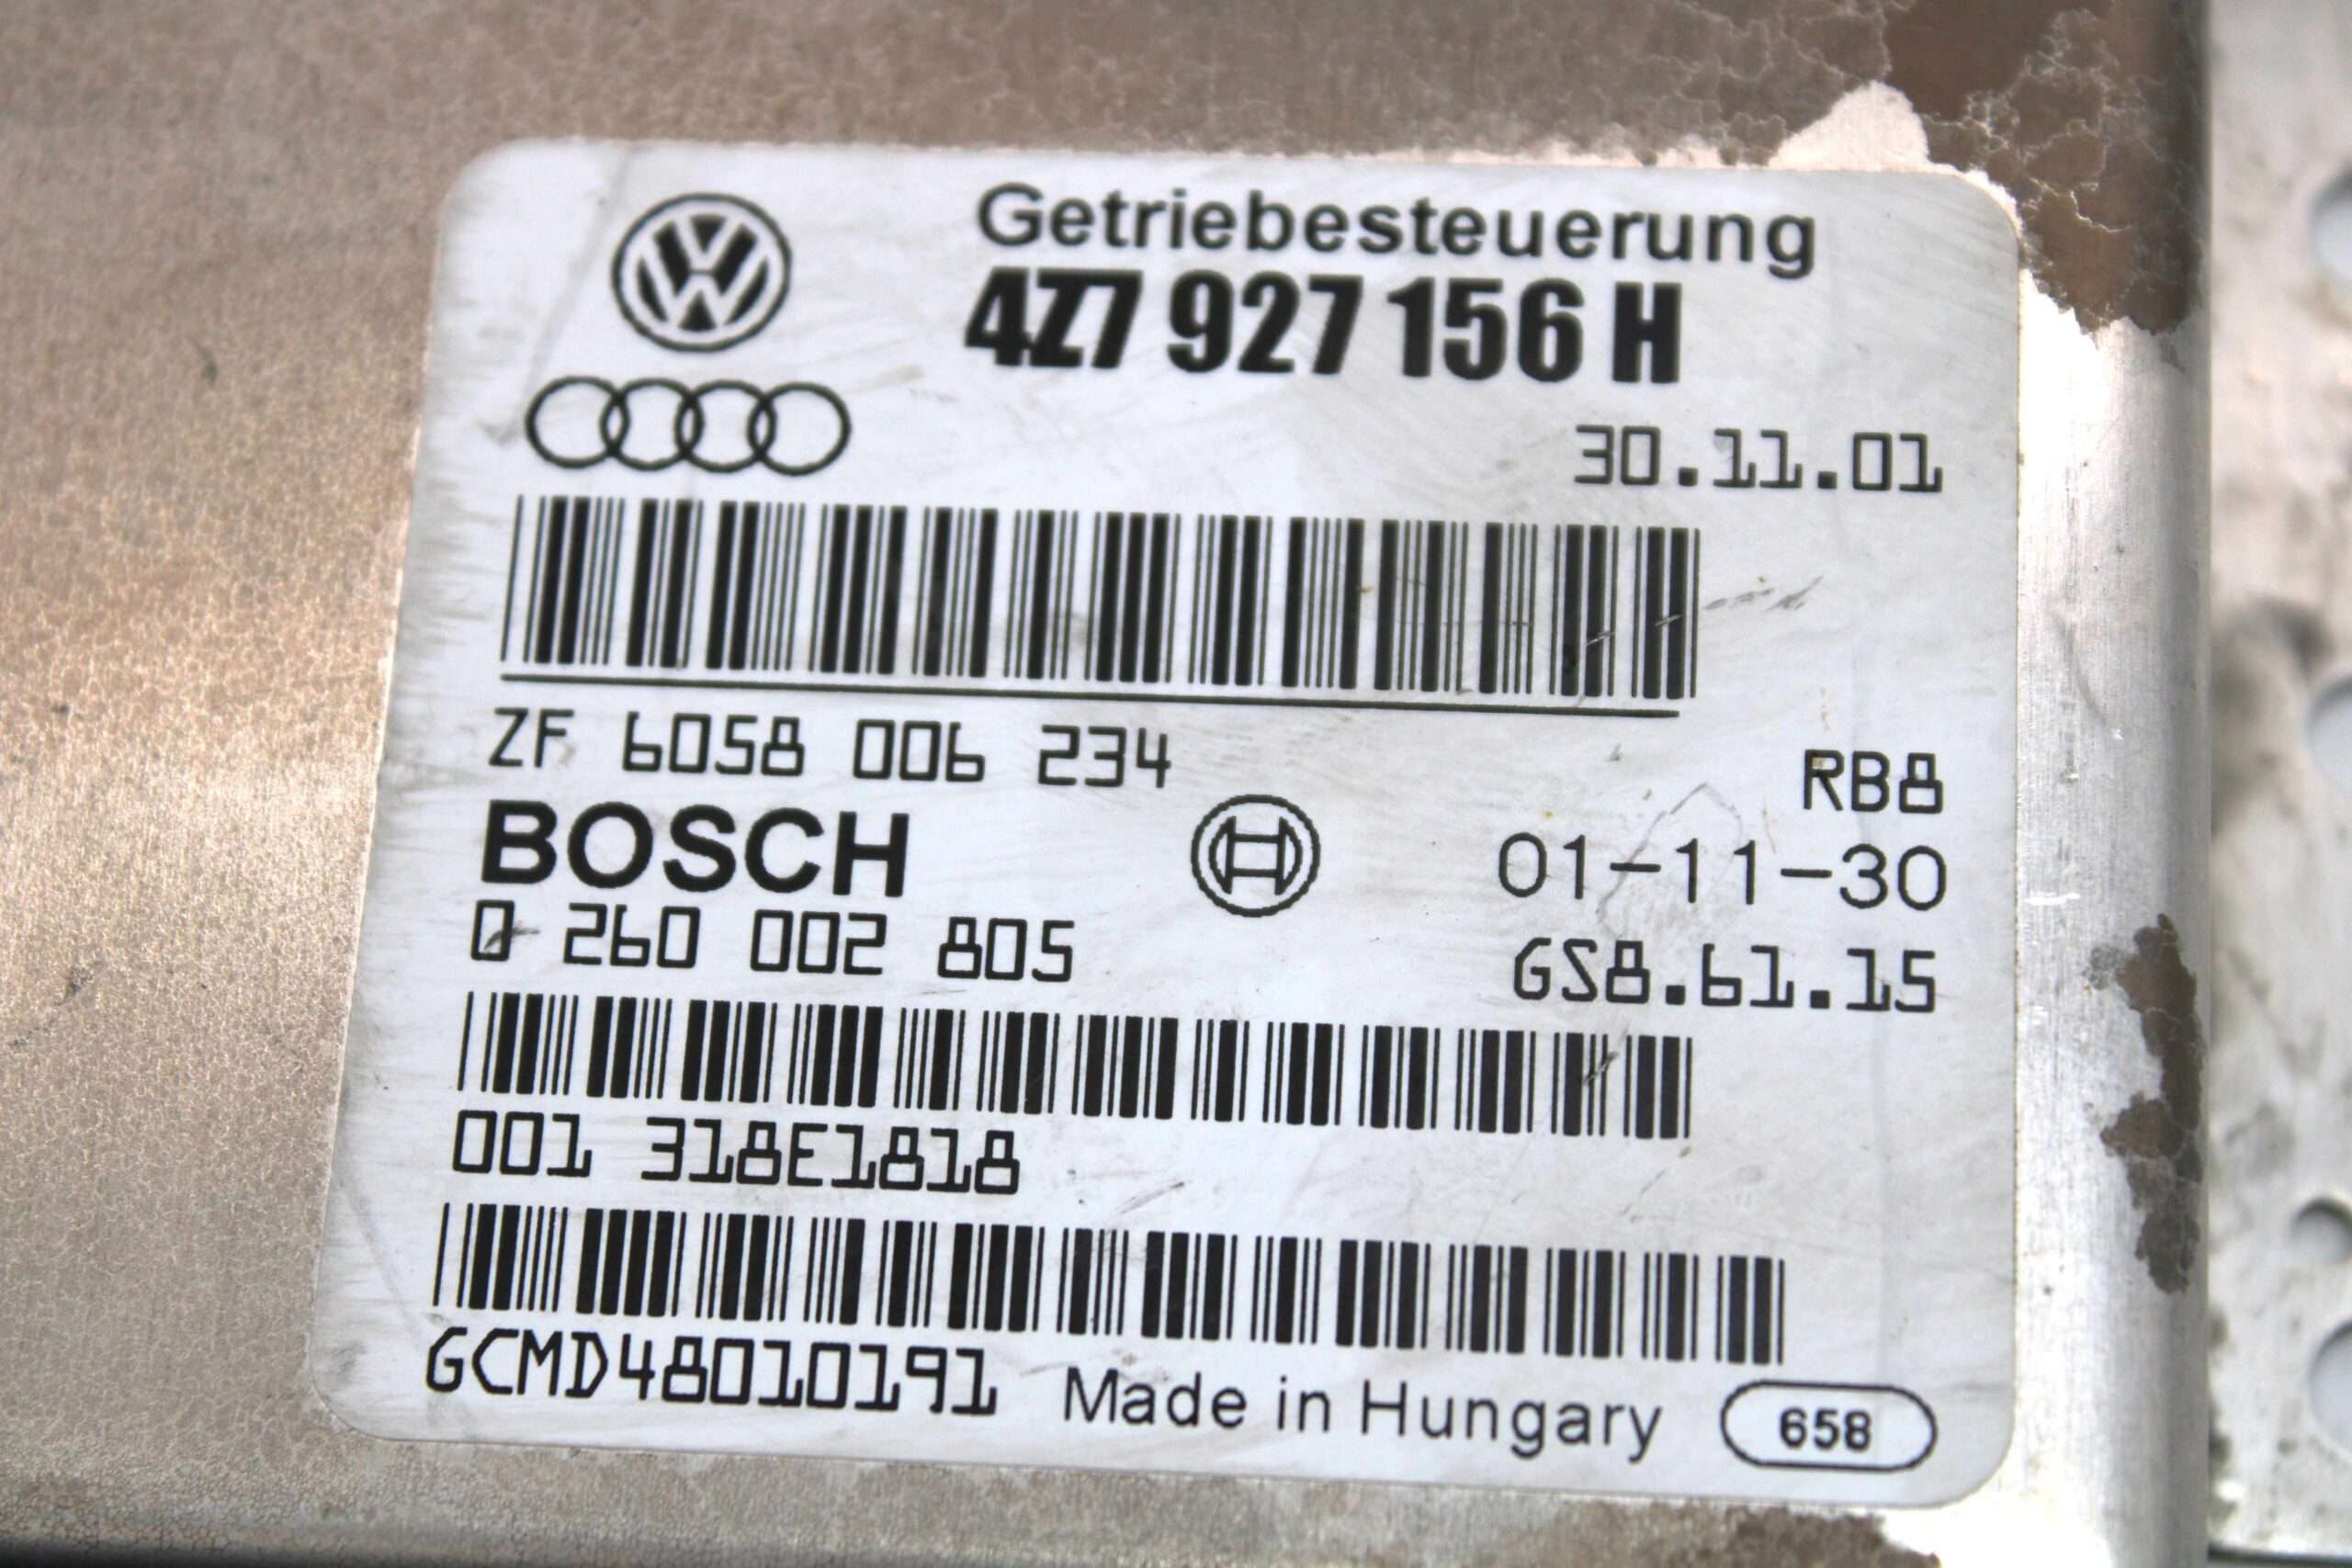 Getriebesteuerung
4Z7 927 156 H
30.11.01
ZF 6058 006 234
RB8
BOSCH
01-11-30
0 260 002 805
GS8.61.15
001 318E1818
GCMD48010191 Made in Hungary 658